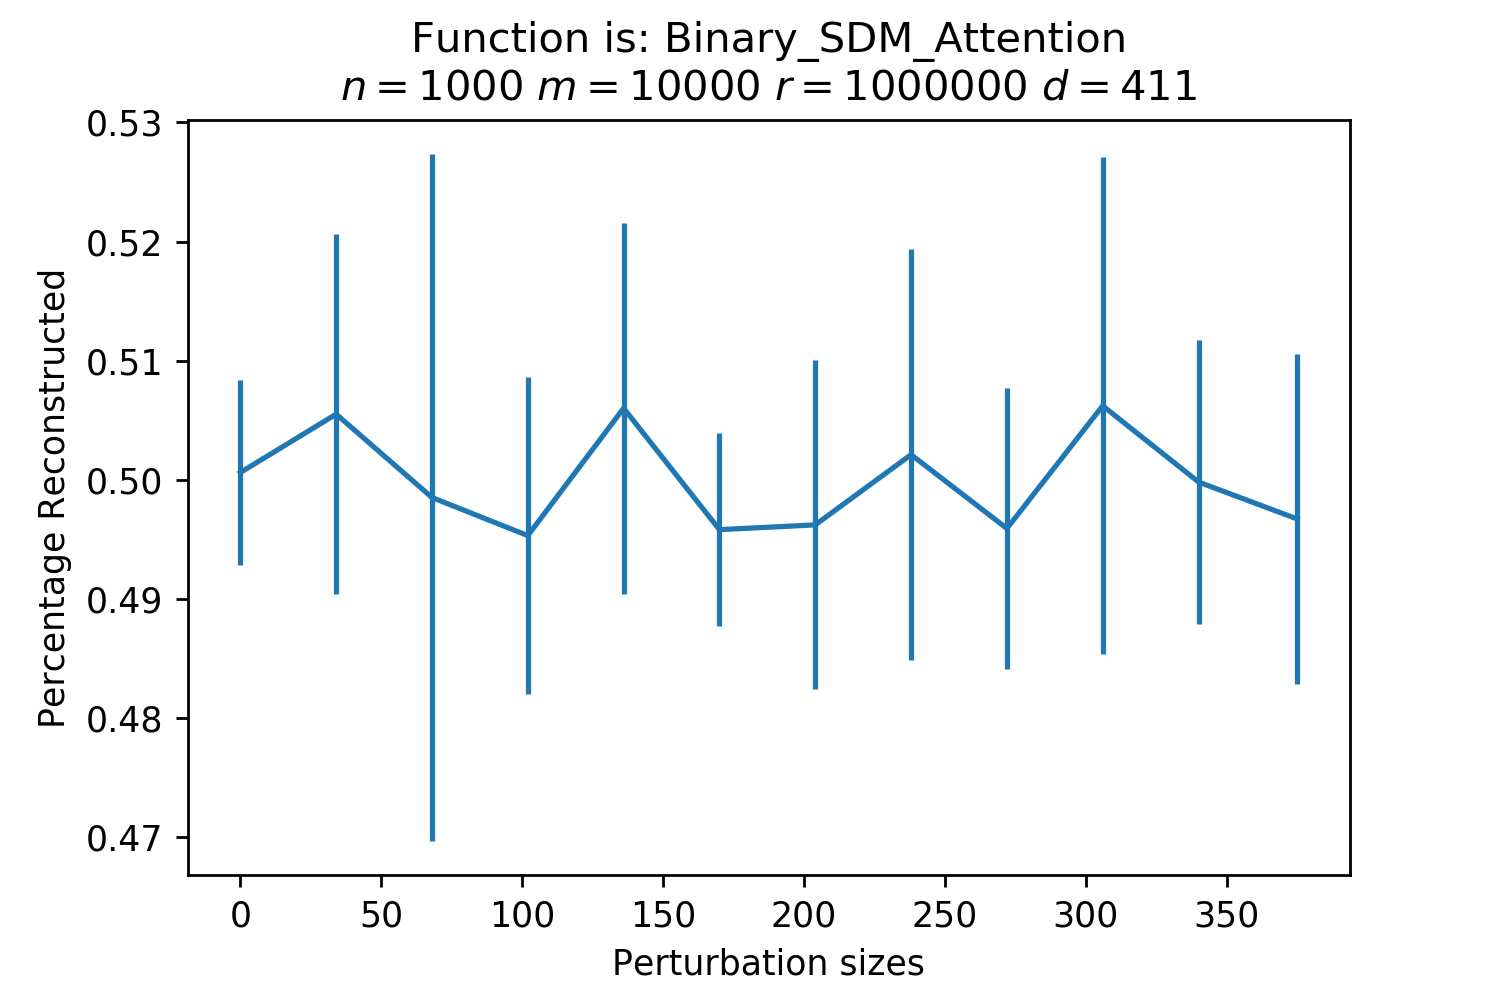 Function is: Binary_SDM_Attention
n = 1000 m = 10000 r = 1000000 d = 411
0.53
0.52
0.51
0.50
0.49
0.48
0.47
Percentage Reconstructed
0 50 100 150 200 250 300 350
Perturbation sizes